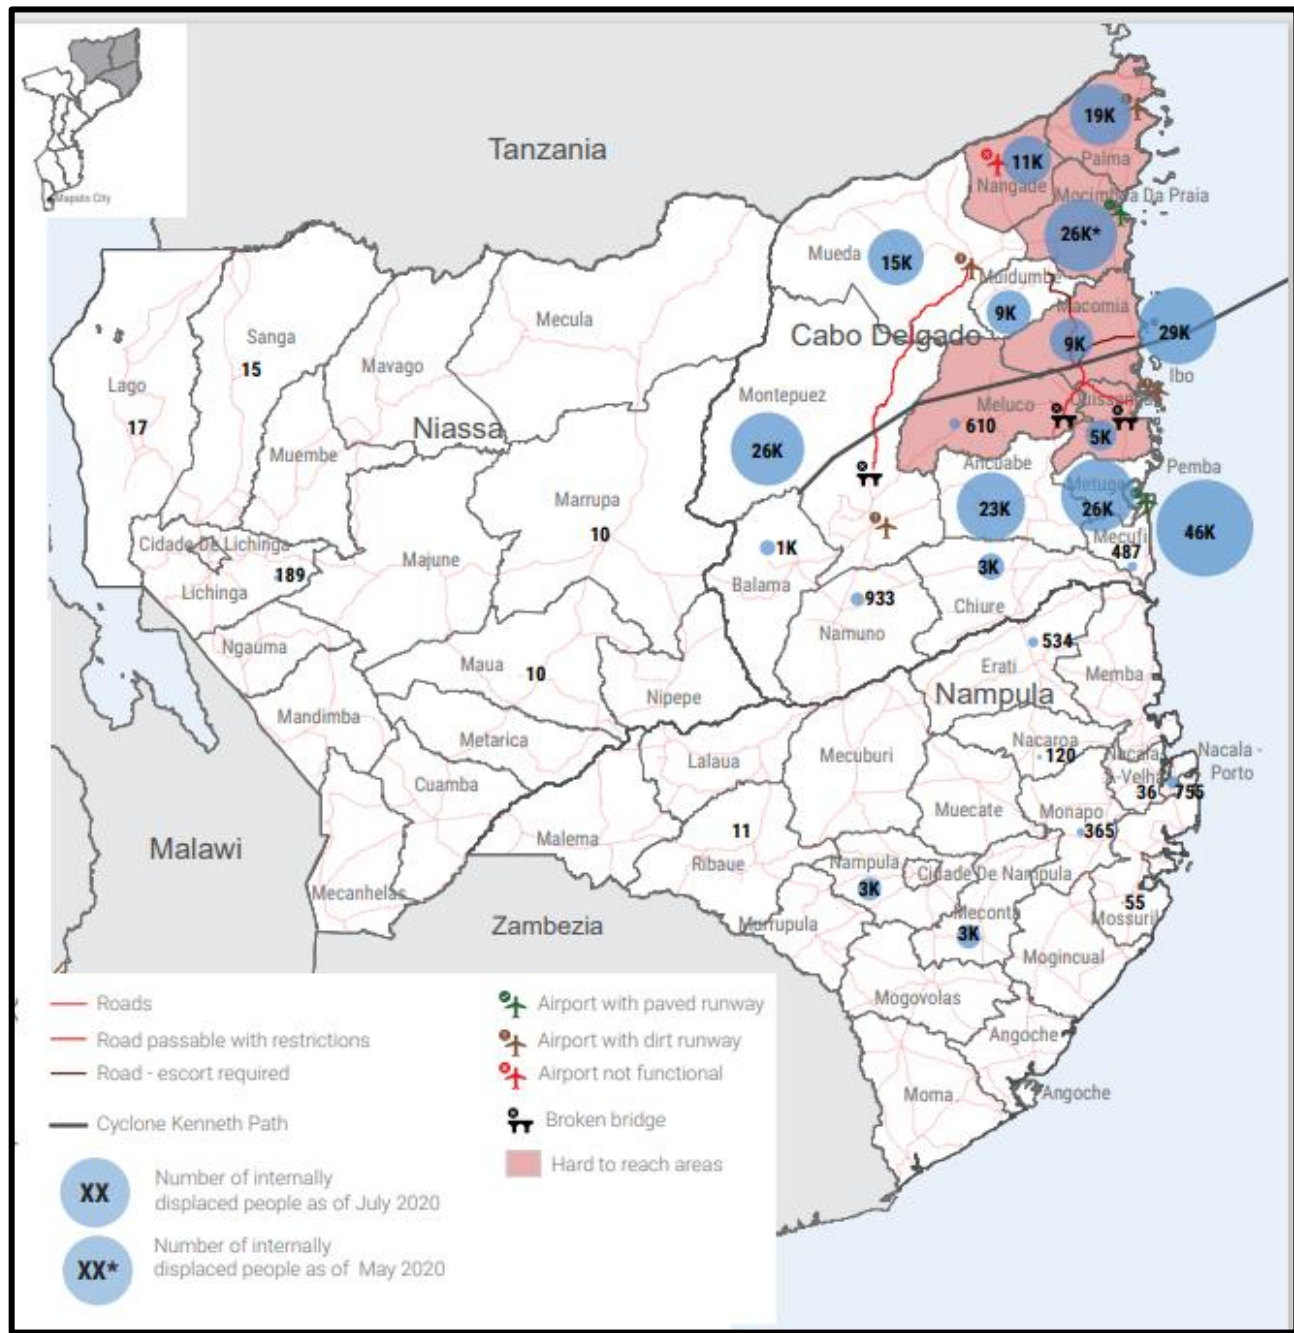 Maputo City
Tanzania
19K
Palma
11K
Nangade
Mocimboa Da Praia
26K*
Mueda
15K
Muidumbe
9K
Macomia
9K
29K
Ibo
Cabo Delgado
Mecula
Sanga
15
Mavago
Lago
17
Niassa
Montepuez
26K
Meluco
610
5K
Ancuabe
23K
Pemba
Metuge
26K
46K
Mecufi
487
Muembe
Marrupa
10
Cidade De Lichinga
189
Lichinga
Majune
1K
Balama
3K
Chiure
933
Namuno
Ngauma
Maua
10
Nipepe
534
Erati
Memba
Nampula
Mandimba
Metarica
Lalaua
Mecuburi
Nacaroa
120
Nacala
A-Velha
Nacala -
Porto
36
755
Cuamba
Muecate
Monapo
365
Malawi
Malema
11
Ribaue
Nampula
3K
Cidade De Nampula
Mecanhelas
55
Mossuril
Zambezia
Murrupula
Meconta
3K
Mogincual
Mogovolas
Angoche
Moma
Angoche
Roads
Road passable with restrictions
Road - escort required
Cyclone Kenneth Path
XX
Number of internally
displaced people as of July 2020
XX*
Number of internally
displaced people as of May 2020
Airport with paved runway
Airport with dirt runway
Airport not functional
Broken bridge
Hard to reach areas